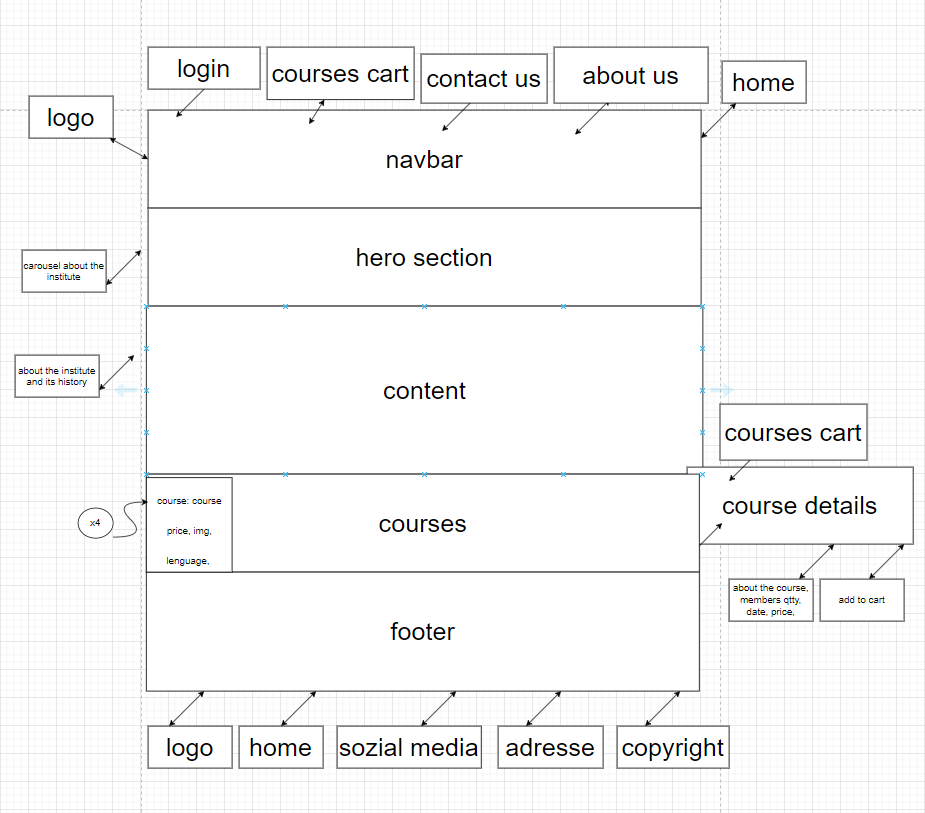 login
courses cart
contact us
about us
home
logo
navbar
hero section
carousel about the
institute
about the institute
and its history
content
courses cart
course details
x4
course: course
price, img,
lenguage,
courses
about the course,
members qtty,
date, price,
add to cart
footer
logo
home
sozial media
adresse
copyright